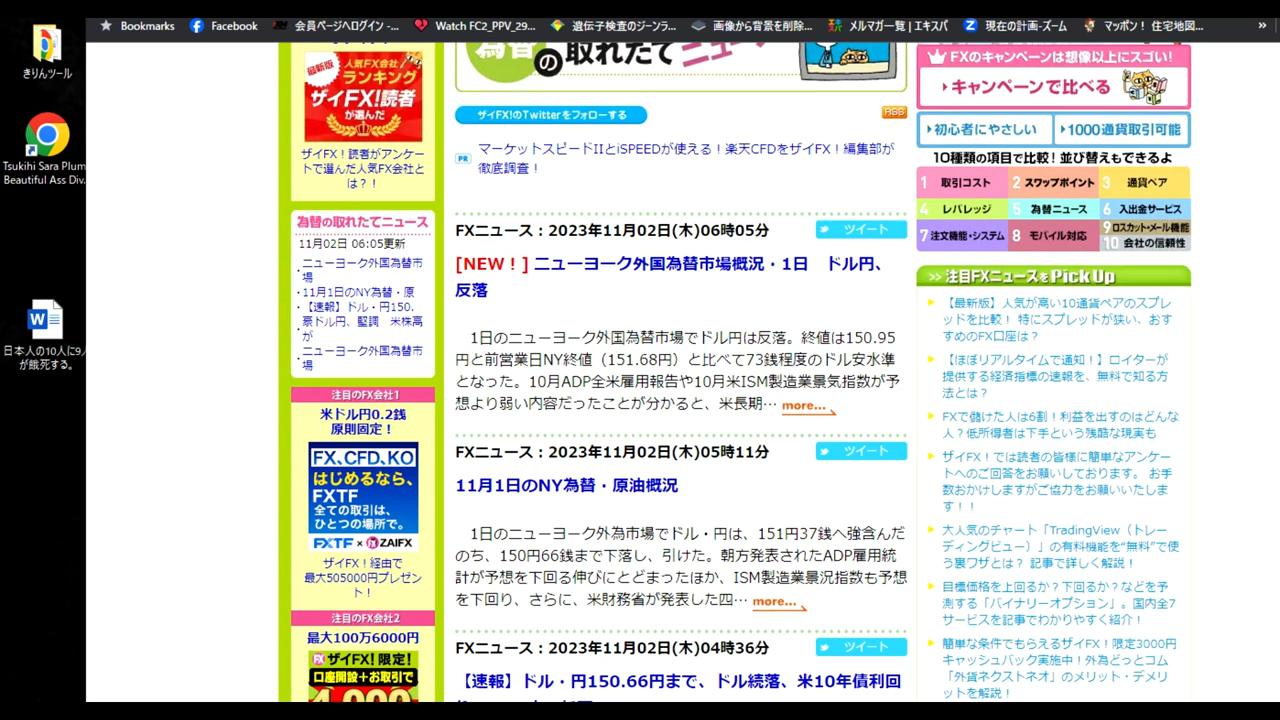 Bookmarks
Facebook
会員ページへログイン -...
Watch FC2_PPV_29...
遺伝子検査のジーンラ...
画像から背景を削除...
メルマガ一覧 | エキスパ
現在の計画-ズーム
マッポン！ 住宅地図...
»
きりんツール
Tsukihi Sara Plum
Beautiful Ass Div.
日本人の10人に9人
が餓死する。
最新版
人気FX会社
ランキング
ザイFX!読者
が選んだ
ザイFX！読者がアンケー
トで選んだ人気FX会社と
は？！
為替の取れたてニュース
11月02日 06:05更新
ニューヨーク外国為替市
場
11月1日のNY為替・原
【速報】ドル・円150.
豪ドル円、堅調　米株高
が
ニューヨーク外国為替市
場
注目のFX会社1
米ドル円0.2銭
原則固定！
FX、CFD、KO
はじめるなら、
FXTF
全ての取引は、
ひとつの場所で。
FXTF × ZAIFX
ザイFX！経由で
最大505000円プレゼン
ト！
注目のFX会社2
最大100万6000円
ザイFX!限定!
口座開設+お取引で
為替の取れたてニュース
ザイFX!のTwitterをフォローする
RSS
PR
マーケットスピードIIとiSPEEDが使える！楽天CFDをザイFX！編集部が
徹底調査！
FXニュース：2023年11月02日(木)06時05分
ツイート
[NEW！] ニューヨーク外国為替市場概況・1日　ドル円、
反落
1日のニューヨーク外国為替市場でドル円は反落。終値は150.95
円と前営業日NY終値（151.68円）と比べて73銭程度のドル安水準
となった。10月ADP全米雇用報告や10月米ISM製造業景気指数が予
想より弱い内容だったことが分かると、米長期… more...
FXニュース：2023年11月02日(木)05時11分
ツイート
11月1日のNY為替・原油概況
1日のニューヨーク外為市場でドル・円は、151円37銭へ強含んだ
のち、150円66銭まで下落し、引けた。朝方発表されたADP雇用統
計が予想を下回る伸びにとどまったほか、ISM製造業景況指数も予想
を下回り、さらに、米財務省が発表した四… more...
FXニュース：2023年11月02日(木)04時36分
ツイート
【速報】ドル・円150.66円まで、ドル続落、米10年債利回
FXのキャンペーンは想像以上にスゴい!
キャンペーンで比べる
初心者にやさしい
1000通貨取引可能
10種類の項目で比較！並び替えもできるよ
1 取引コスト
2 スワップポイント
3 通貨ペア
4 レバレッジ
5 為替ニュース
6 入出金サービス
7 注文機能・システム
8 モバイル対応
9 ロスカット・メール機能
10 会社の信頼性
>> 注目FXニュースをPick Up
【最新版】人気が高い10通貨ペアのスプレ
ッドを比較！ 特にスプレッドが狭い、おす
すめのFX口座は？
【ほぼリアルタイムで通知！】ロイターが
提供する経済指標の速報を、無料で知る方
法とは？
FXで儲けた人は6割！利益を出すのはどんな
人？低所得者は下手という残酷な現実も
ザイFX！では読者の皆様に簡単なアンケー
トへのご回答をお願いしております。 お手
数おかけしますがご協力をお願いいたしま
す！！
大人気のチャート「TradingView（トレー
ディングビュー）」の有料機能を“無料”で使
う裏ワザとは？ 記事で詳しく解説！
目標価格を上回るか？下回るか？などを予
測する「バイナリーオプション」。国内全7
サービスを記事でわかりやすく紹介！
簡単な条件でもらえるザイFX！限定3000円
キャッシュバック実施中！外為どっとコム
「外貨ネクストネオ」のメリット・デメリ
ットを解説！